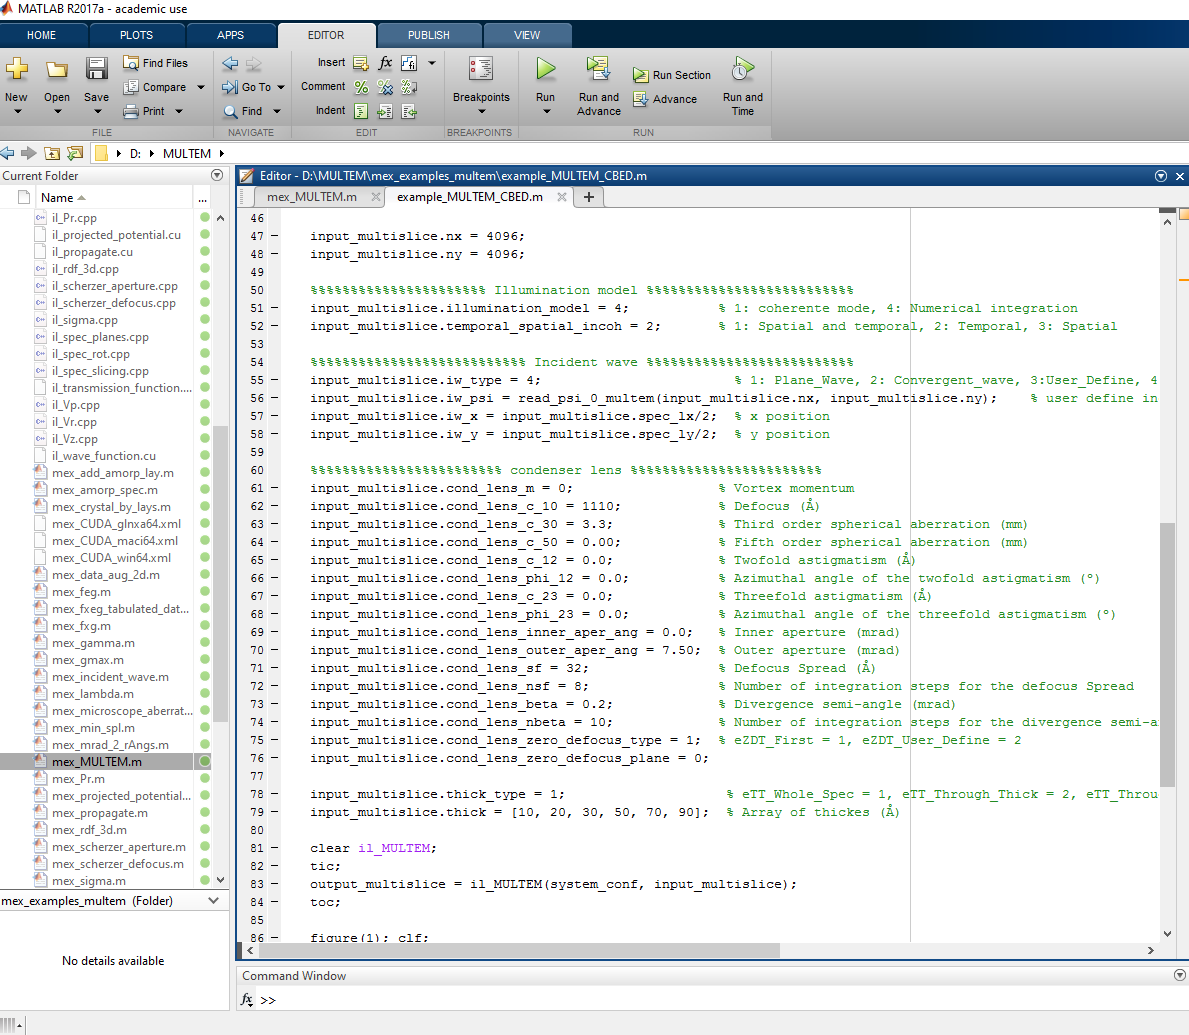 MATLAB R2017a - academic use
HOME PLOTS APPS EDITOR PUBLISH VIEW
New
Open
Save
Find Files
Compare
Print
FILE
Go To
Find
NAVIGATE
Insert
Comment
Indent
EDIT
Breakpoints
BREAKPOINTS
Run
Run and Advance
Run Section
Advance
Run and Time
RUN
D: MULTEM
Current Folder
Name
...
il_Pr.cpp
il_projected_potential.cu
il_propagate.cu
il_rdf_3d.cpp
il_scherzer_aperture.cpp
il_scherzer_defocus.cpp
il_sigma.cpp
il_spec_planes.cpp
il_spec_rot.cpp
il_spec_slicing.cpp
il_transmission_function....
il_Vp.cpp
il_Vr.cpp
il_Vz.cpp
il_wave_function.cu
mex_add_amorp_lay.m
mex_amorp_spec.m
mex_crystal_by_lays.m
mex_CUDA_glnxa64.xml
mex_CUDA_maci64.xml
mex_CUDA_win64.xml
mex_data_aug_2d.m
mex_feg.m
mex_fxeg_tabulated_dat...
mex_fxg.m
mex_gamma.m
mex_gmax.m
mex_incident_wave.m
mex_lambda.m
mex_microscope_aberrat...
mex_min_spl.m
mex_mrad_2_rAngs.m
mex_MULTEM.m
mex_Pr.m
mex_projected_potential...
mex_propagate.m
mex_rdf_3d.m
mex_scherzer_aperture.m
mex_scherzer_defocus.m
mex_sigma.m
mex_examples_multem (Folder)
No details available
Editor - D:\MULTEM\mex_examples_multem\example_MULTEM_CBED.m
mex_MULTEM.m example_MULTEM_CBED.m
46
47 - input_multislice.nx = 4096;
48 - input_multislice.ny = 4096;
49
50 %%%%%%%%%%%%%%%%%%%%%% Illumination model %%%%%%%%%%%%%%%%%%%%%%%%%%
51 - input_multislice.illumination_model = 4; % 1: coherente mode, 4: Numerical integration
52 - input_multislice.temporal_spatial_incoh = 2; % 1: Spatial and temporal, 2: Temporal, 3: Spatial
53
54 %%%%%%%%%%%%%%%%%%%%%%%%%%% Incident wave %%%%%%%%%%%%%%%%%%%%%%%%%%
55 - input_multislice.iw_type = 4; % 1: Plane_Wave, 2: Convergent_wave, 3:User_Define, 4
56 - input_multislice.iw_psi = read_psi_0_multem(input_multislice.nx, input_multislice.ny); % user define in
57 - input_multislice.iw_x = input_multislice.spec_lx/2; % x position
58 - input_multislice.iw_y = input_multislice.spec_ly/2; % y position
59
60 %%%%%%%%%%%%%%%%%%%%%%%% condenser lens %%%%%%%%%%%%%%%%%%%%%%%%
61 - input_multislice.cond_lens_m = 0; % Vortex momentum
62 - input_multislice.cond_lens_c_10 = 1110; % Defocus (Å)
63 - input_multislice.cond_lens_c_30 = 3.3; % Third order spherical aberration (mm)
64 - input_multislice.cond_lens_c_50 = 0.00; % Fifth order spherical aberration (mm)
65 - input_multislice.cond_lens_c_12 = 0.0; % Twofold astigmatism (Å)
66 - input_multislice.cond_lens_phi_12 = 0.0; % Azimuthal angle of the twofold astigmatism (º)
67 - input_multislice.cond_lens_c_23 = 0.0; % Threefold astigmatism (Å)
68 - input_multislice.cond_lens_phi_23 = 0.0; % Azimuthal angle of the threefold astigmatism (º)
69 - input_multislice.cond_lens_inner_aper_ang = 0.0; % Inner aperture (mrad)
70 - input_multislice.cond_lens_outer_aper_ang = 7.50; % Outer aperture (mrad)
71 - input_multislice.cond_lens_sf = 32; % Defocus Spread (Å)
72 - input_multislice.cond_lens_nsf = 8; % Number of integration steps for the defocus Spread
73 - input_multislice.cond_lens_beta = 0.2; % Divergence semi-angle (mrad)
74 - input_multislice.cond_lens_nbeta = 10; % Number of integration steps for the divergence semi-a
75 - input_multislice.cond_lens_zero_defocus_type = 1; % eZDT_First = 1, eZDT_User_Define = 2
76 - input_multislice.cond_lens_zero_defocus_plane = 0;
77
78 - input_multislice.thick_type = 1; % eTT_Whole_Spec = 1, eTT_Through_Thick = 2, eTT_Throu
79 - input_multislice.thick = [10, 20, 30, 50, 70, 90]; % Array of thickes (Å)
80
81 - clear il_MULTEM;
82 - tic;
83 - output_multislice = il_MULTEM(system_conf, input_multislice);
84 - toc;
85
86 - figure(1); clf;
Command Window
fx >>